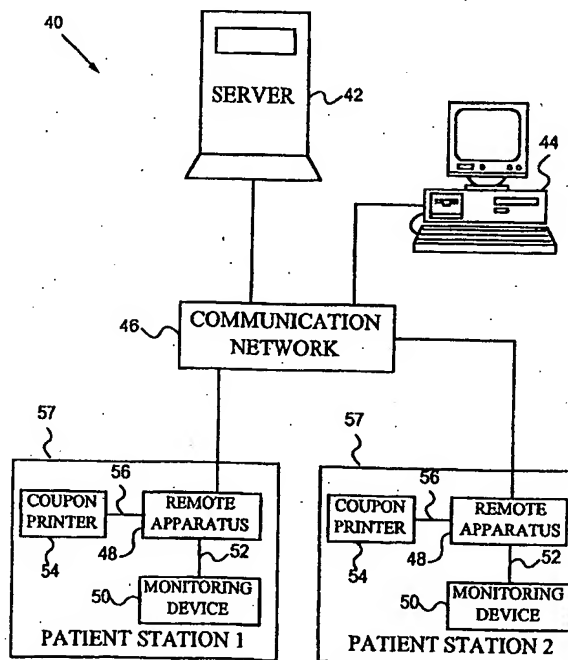 40
SERVER
42
44
46
COMMUNICATION
NETWORK
57
57
56
56
COUPON
PRINTER
REMOTE
APPARATUS
COUPON
PRINTER
REMOTE
APPARATUS
54
48
52
54
48
52
50
MONITORING
DEVICE
50
MONITORING
DEVICE
PATIENT STATION 1
PATIENT STATION 2